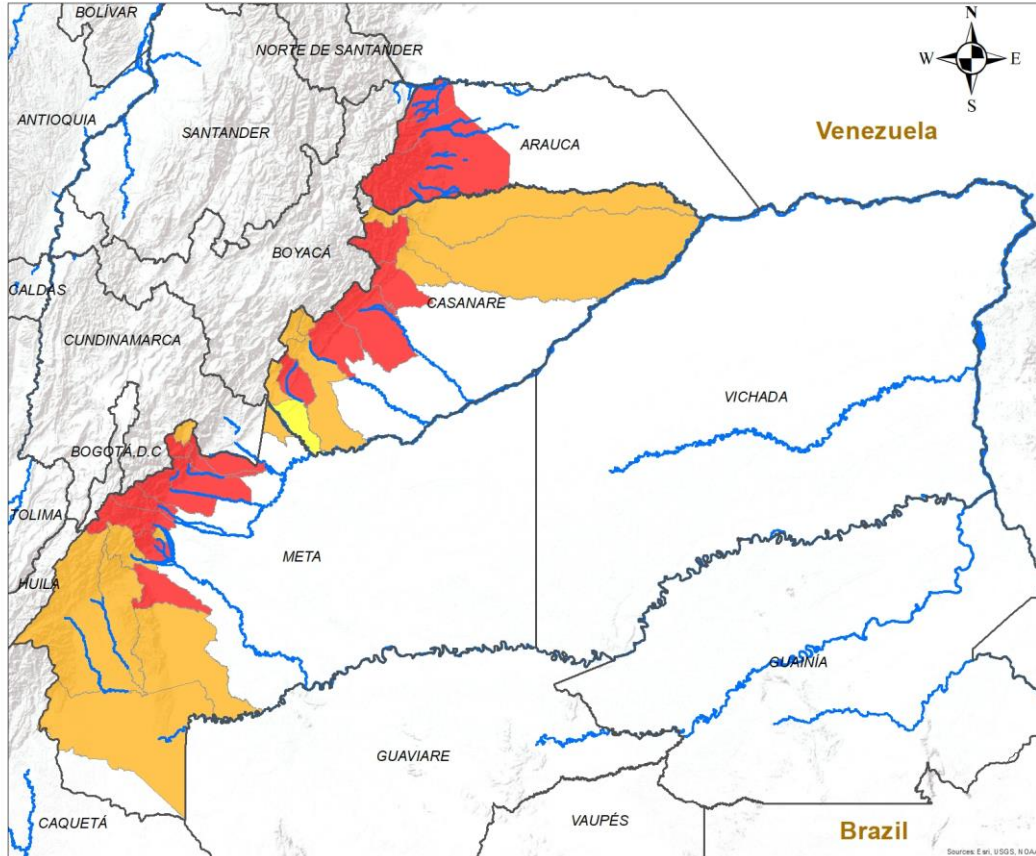 BOLÍVAR
N
NORTE DE SANTANDER
W E
S
ANTIOQUIA
SANTANDER
ARAUCA
Venezuela
BOYACÁ
CALDAS
CASANARE
CUNDINAMARCA
VICHADA
BOGOTÁ,D.C
TOLIMA
META
HUILA
GUAINÍA
GUAVIARE
CAQUETÁ
VAUPÉS
Brazil
Sources: Esri, USGS, NOAA